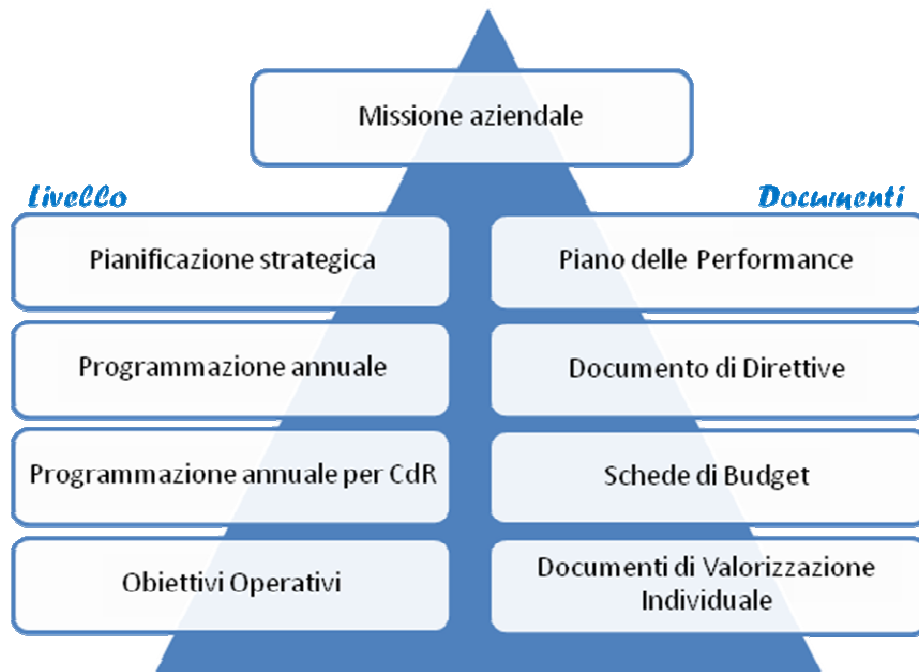 Missione aziendale
Livello
Documenti
Pianificazione strategica
Piano delle Performance
Programmazione annuale
Documento di Direttive
Programmazione annuale per CdR
Schede di Budget
Obiettivi Operativi
Documenti di Valorizzazione
Individuale